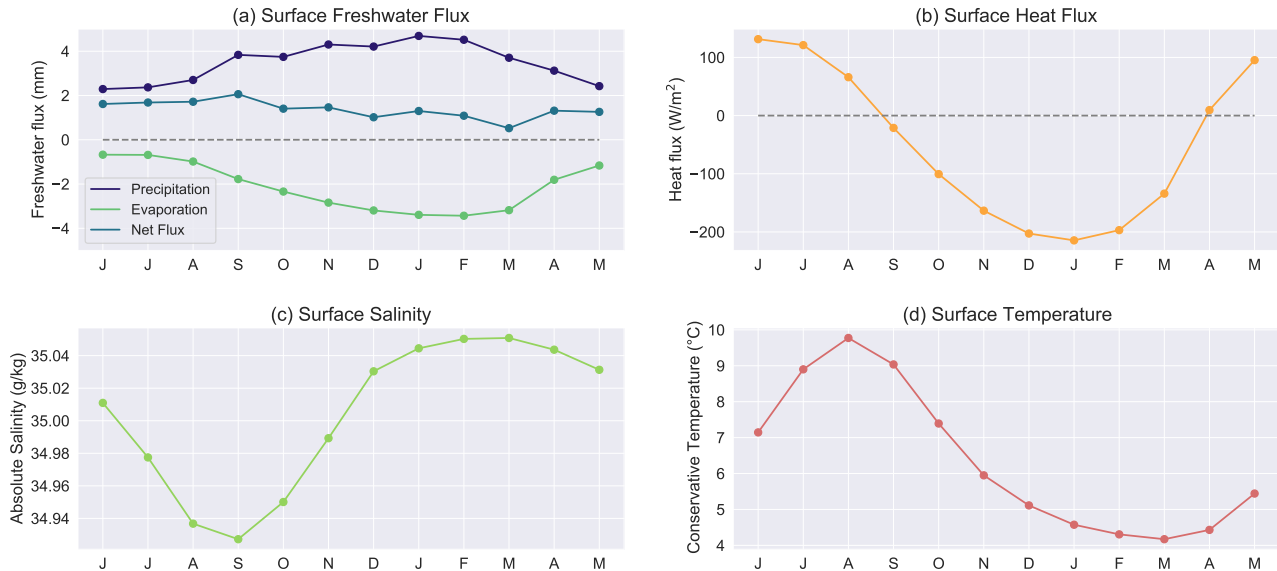 (a) Surface Freshwater Flux
Freshwater flux (mm)
4
2
0
−2
−4
Precipitation
Evaporation
Net Flux
J J A S O N D J F M A M
(b) Surface Heat Flux
Heat flux (W/m²)
100
0
−100
−200
J J A S O N D J F M A M
(c) Surface Salinity
Absolute Salinity (g/kg)
35.04
35.02
35.00
34.98
34.96
34.94
J J A S O N D J F M A M
(d) Surface Temperature
Conservative Temperature (°C)
10
9
8
7
6
5
4
J J A S O N D J F M A M